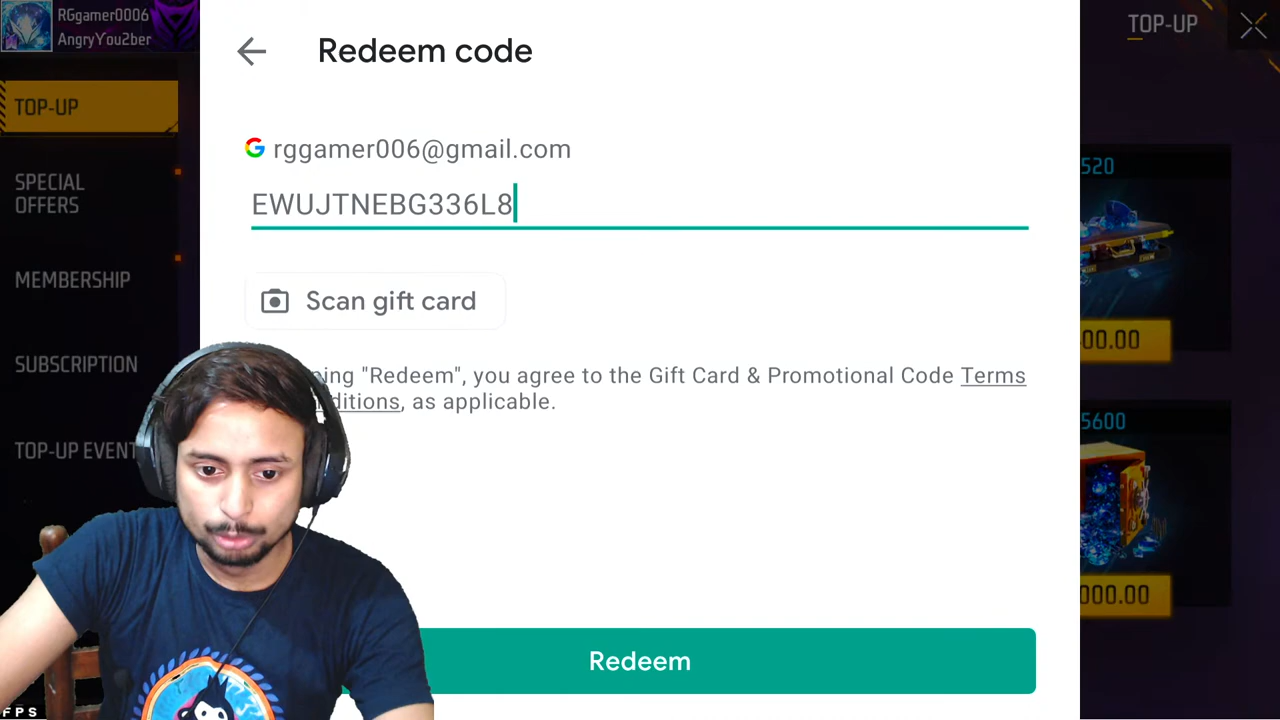 RGgamer0006
AngryYou2ber
TOP-UP
SPECIAL
OFFERS
MEMBERSHIP
SUBSCRIPTION
TOP-UP EVENT
Redeem code
rggamer006@gmail.com
EWUJTNEBG336L8
Scan gift card
"Redeem", you agree to the Gift Card & Promotional Code Terms
, as applicable.
Redeem
TOP-UP
520
00.00
5600
000.00
FPS